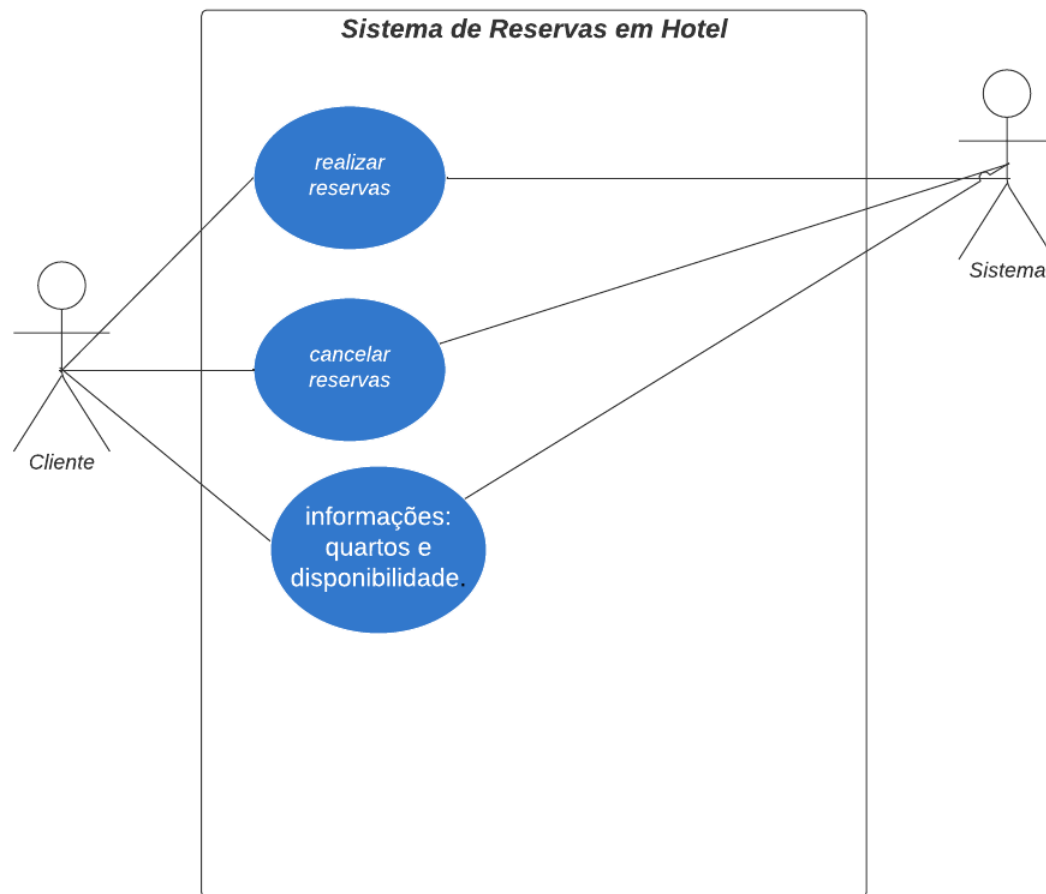 Sistema de Reservas em Hotel
realizar
reservas
Sistema
cancelar
reservas
Cliente
informações:
quartos e
disponibilidade.